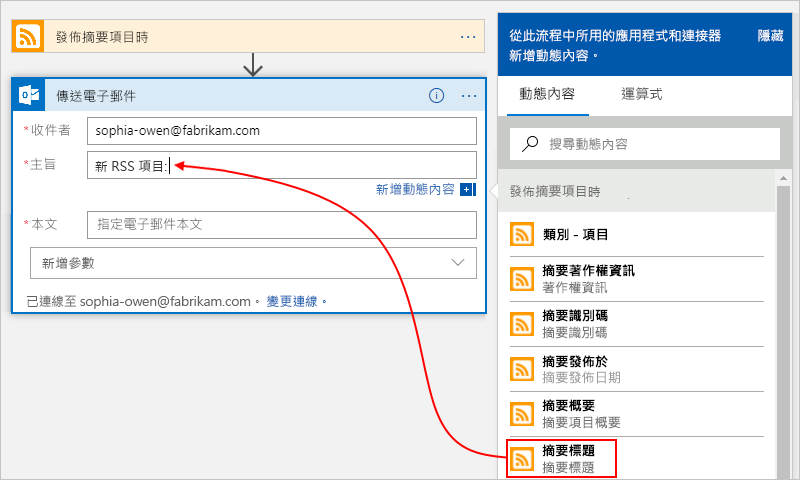 發佈摘要項目時
傳送電子郵件
*收件者
sophia-owen@fabrikam.com
*主旨
新 RSS 項目:
新增動態內容
*本文
指定電子郵件本文
新增參數
已連線至 sophia-owen@fabrikam.com。 變更連線。
從此流程中所用的應用程式和連接器
新增動態內容。
隱藏
動態內容
運算式
搜尋動態內容
發佈摘要項目時
類別 - 項目
摘要著作權資訊
著作權資訊
摘要識別碼
摘要識別碼
摘要發佈於
摘要發佈日期
摘要概要
摘要項目概要
摘要標題
摘要標題